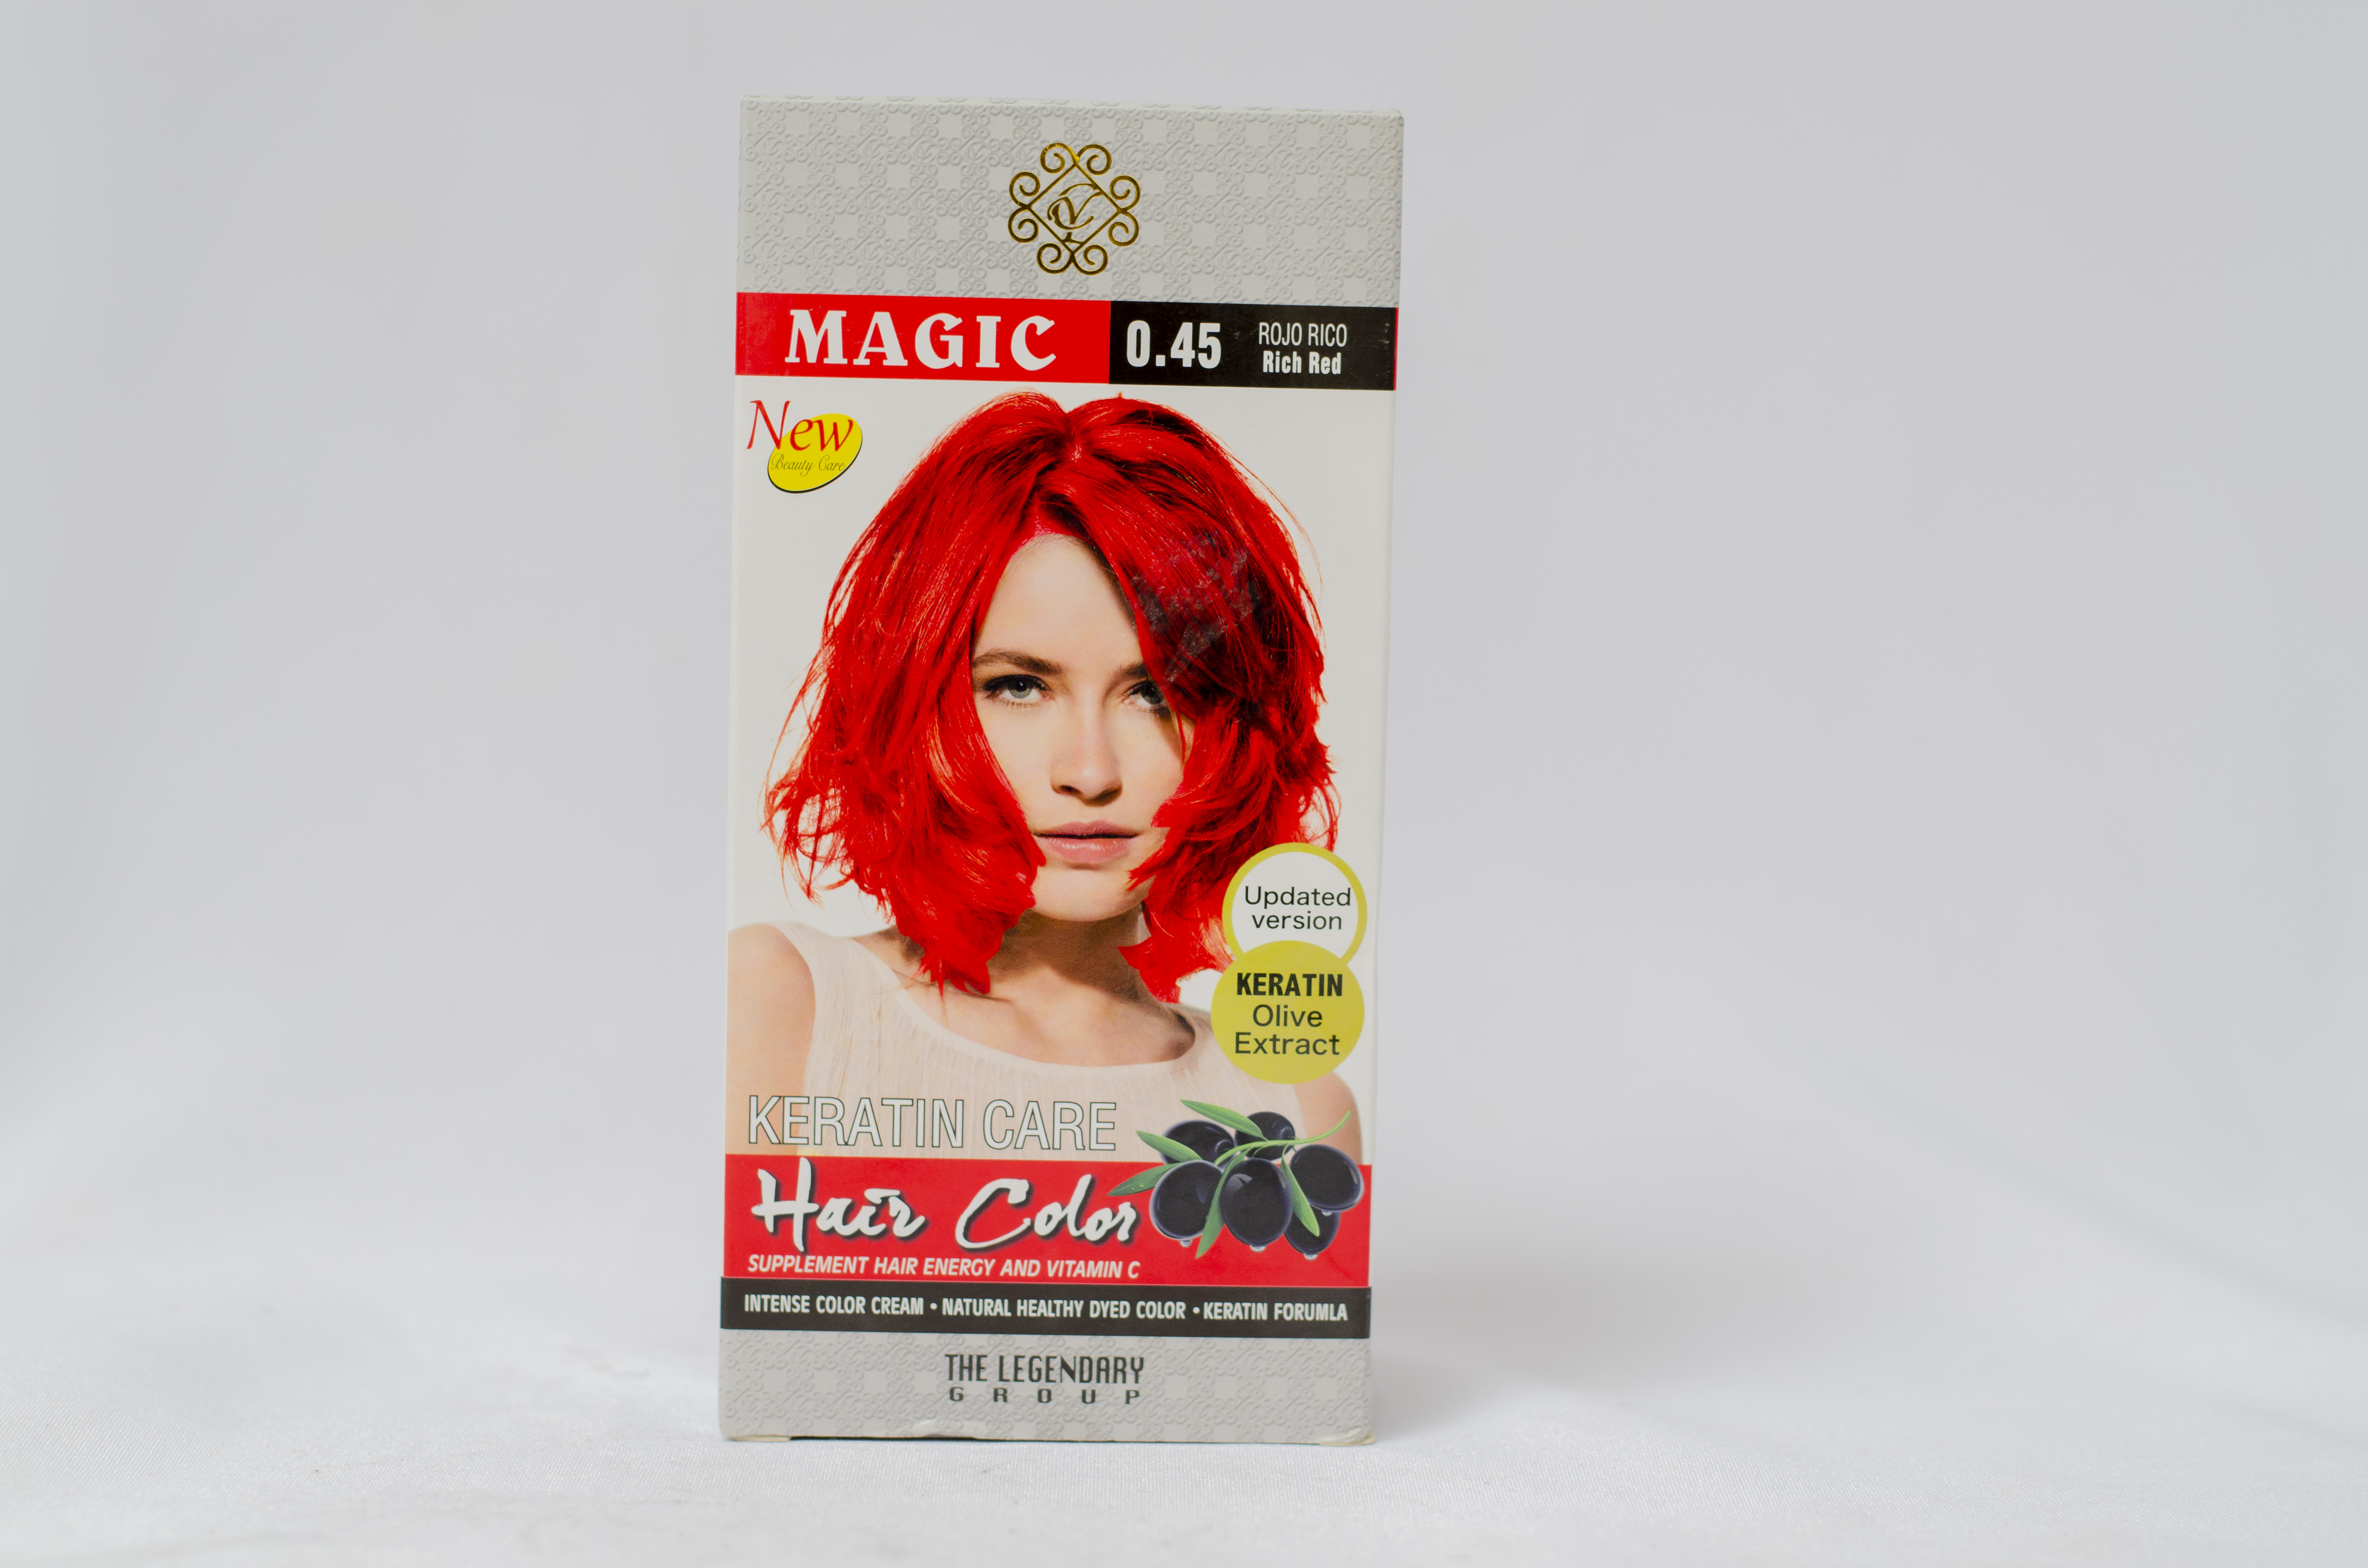 MAGIC
0.45
ROJO RICO
Rich Red
New
Beauty Care
Updated
version
KERATIN
Olive
Extract
KERATIN CARE
Hair Color
SUPPLEMENT HAIR ENERGY AND VITAMIN C
INTENSE COLOR CREAM • NATURAL HEALTHY DYED COLOR • KERATIN FORUMLA
THE LEGENDARY
GROUP